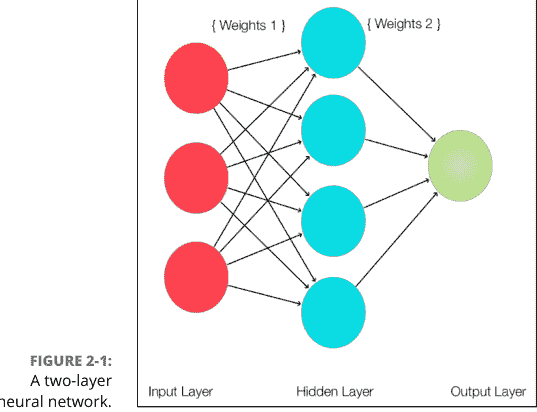 { Weights 1 }
{ Weights 2 }
FIGURE 2-1:
A two-layer
neural network.
Input Layer
Hidden Layer
Output Layer